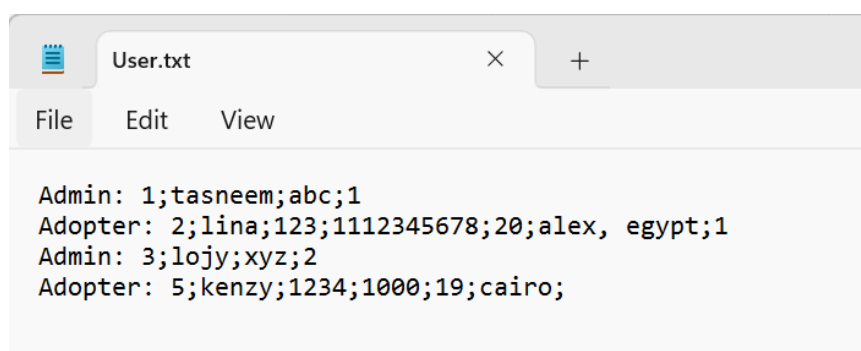 User.txt
File Edit View
Admin: 1;tasneem;abc;1
Adopter: 2;lina;123;1112345678;20;alex, egypt;1
Admin: 3;lojy;xyz;2
Adopter: 5;kenzy;1234;1000;19;cairo;